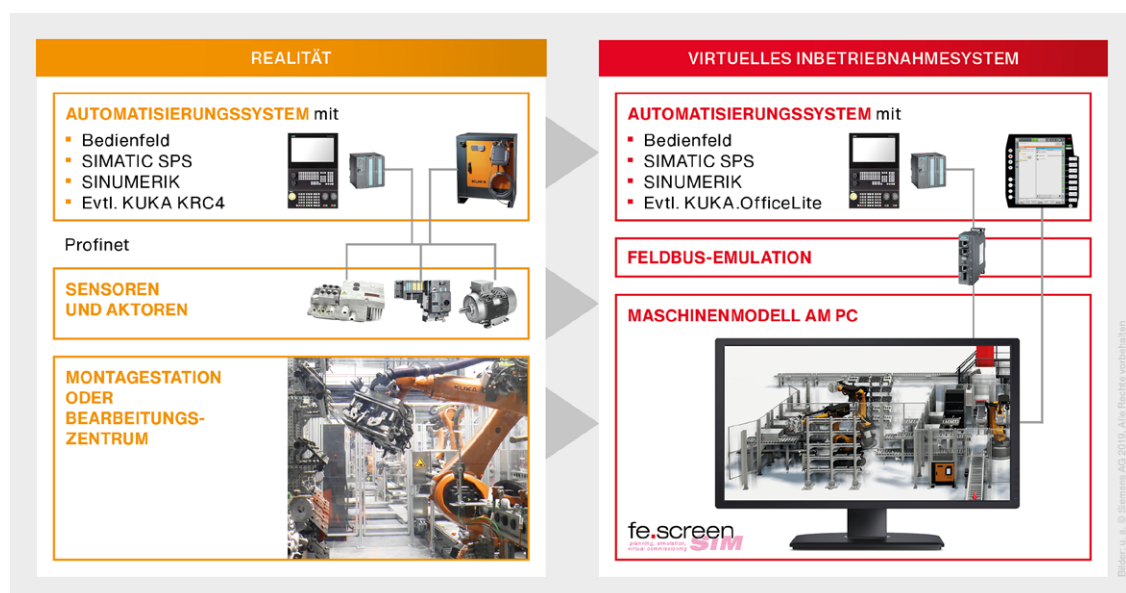 REALITÄT
AUTOMATISIERUNGSSYSTEM mit
Bedienfeld
SIMATIC SPS
SINUMERIK
Evtl. KUKA KRC4
Profinet
SENSOREN
UND AKTOREN
MONTAGESTATION
ODER
BEARBEITUNGS-
ZENTRUM
VIRTUELLES INBETRIEBNAHMESYSTEM
AUTOMATISIERUNGSSYSTEM mit
Bedienfeld
SIMATIC SPS
SINUMERIK
Evtl. KUKA.OfficeLite
FELDBUS-EMULATION
MASCHINENMODELL AM PC
fe.screen
planning, simulation,
virtual commissioning
SIM
Bilder: u. a. © Siemens AG 2019, Alle Rechte vorbehalten